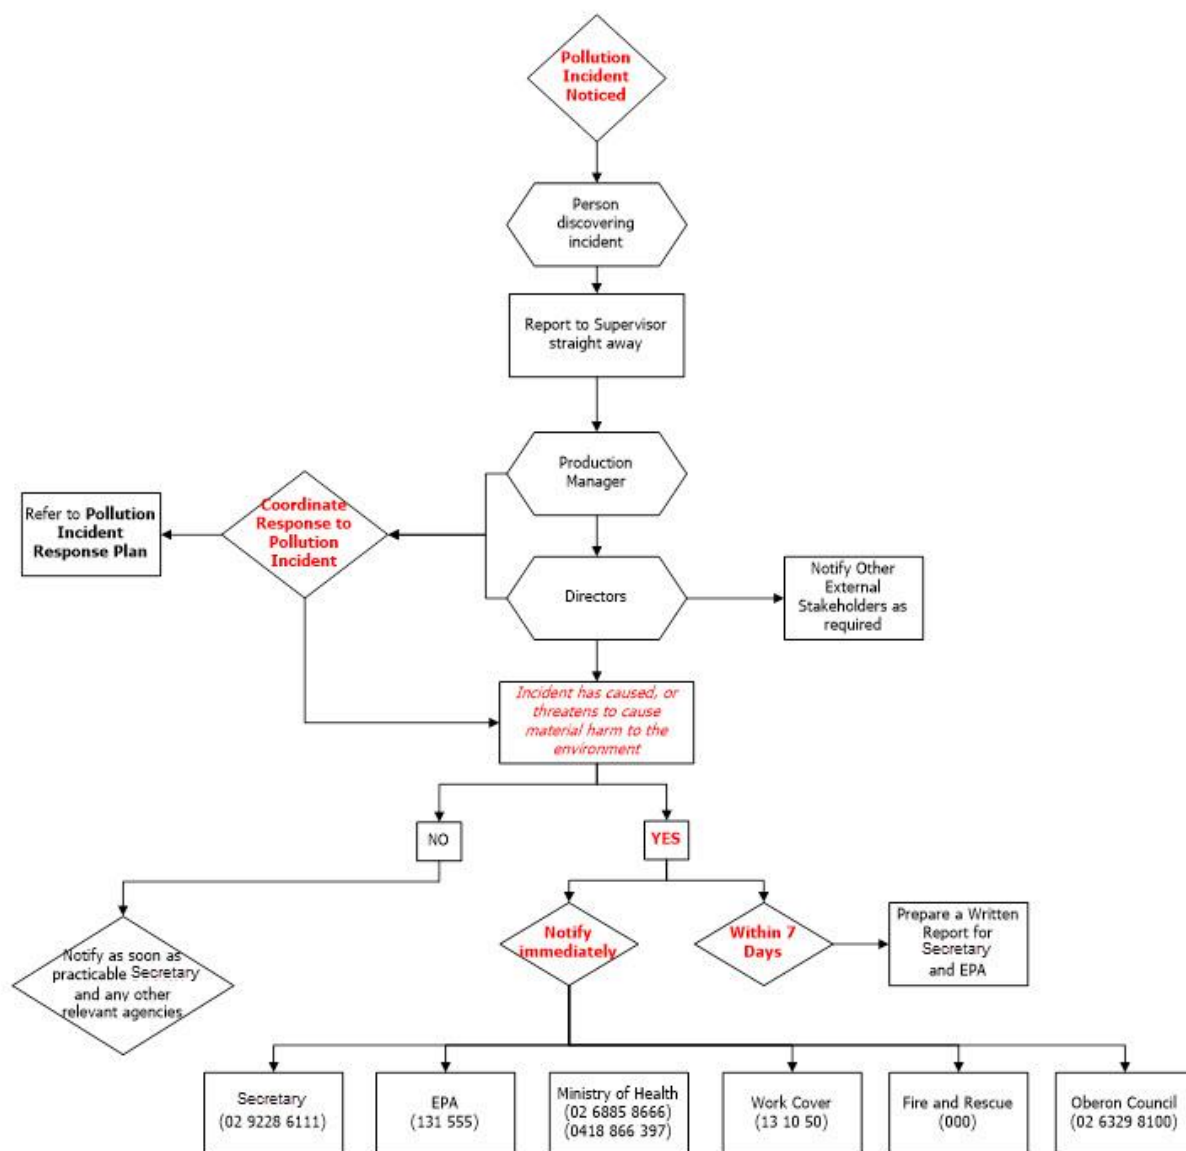 Pollution
Incident
Noticed
Person
discovering
incident
Report to Supervisor
straight away
Production
Manager
Coordinate
Response to
Pollution
Incident
Refer to Pollution
Incident
Response Plan
Directors
Notify Other
External
Stakeholders as
required
Incident has caused, or
threatens to cause
material harm to the
environment
NO
YES
Notify as soon as
practicable Secretary
and any other
relevant agencies
Notify
immediately
Within 7
Days
Prepare a Written
Report for
Secretary
and EPA
Secretary
(02 9228 6111)
EPA
(131 555)
Ministry of Health
(02 6885 8666)
(0418 866 397)
Work Cover
(13 10 50)
Fire and Rescue
(000)
Oberon Council
(02 6329 8100)